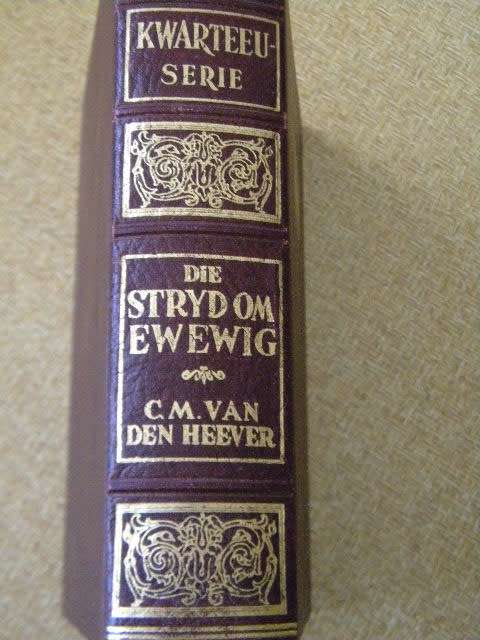 KWARTEEU-
SERIE
DIE
STRYD OM
EWEWIG
C.M. VAN
DEN HEEVER